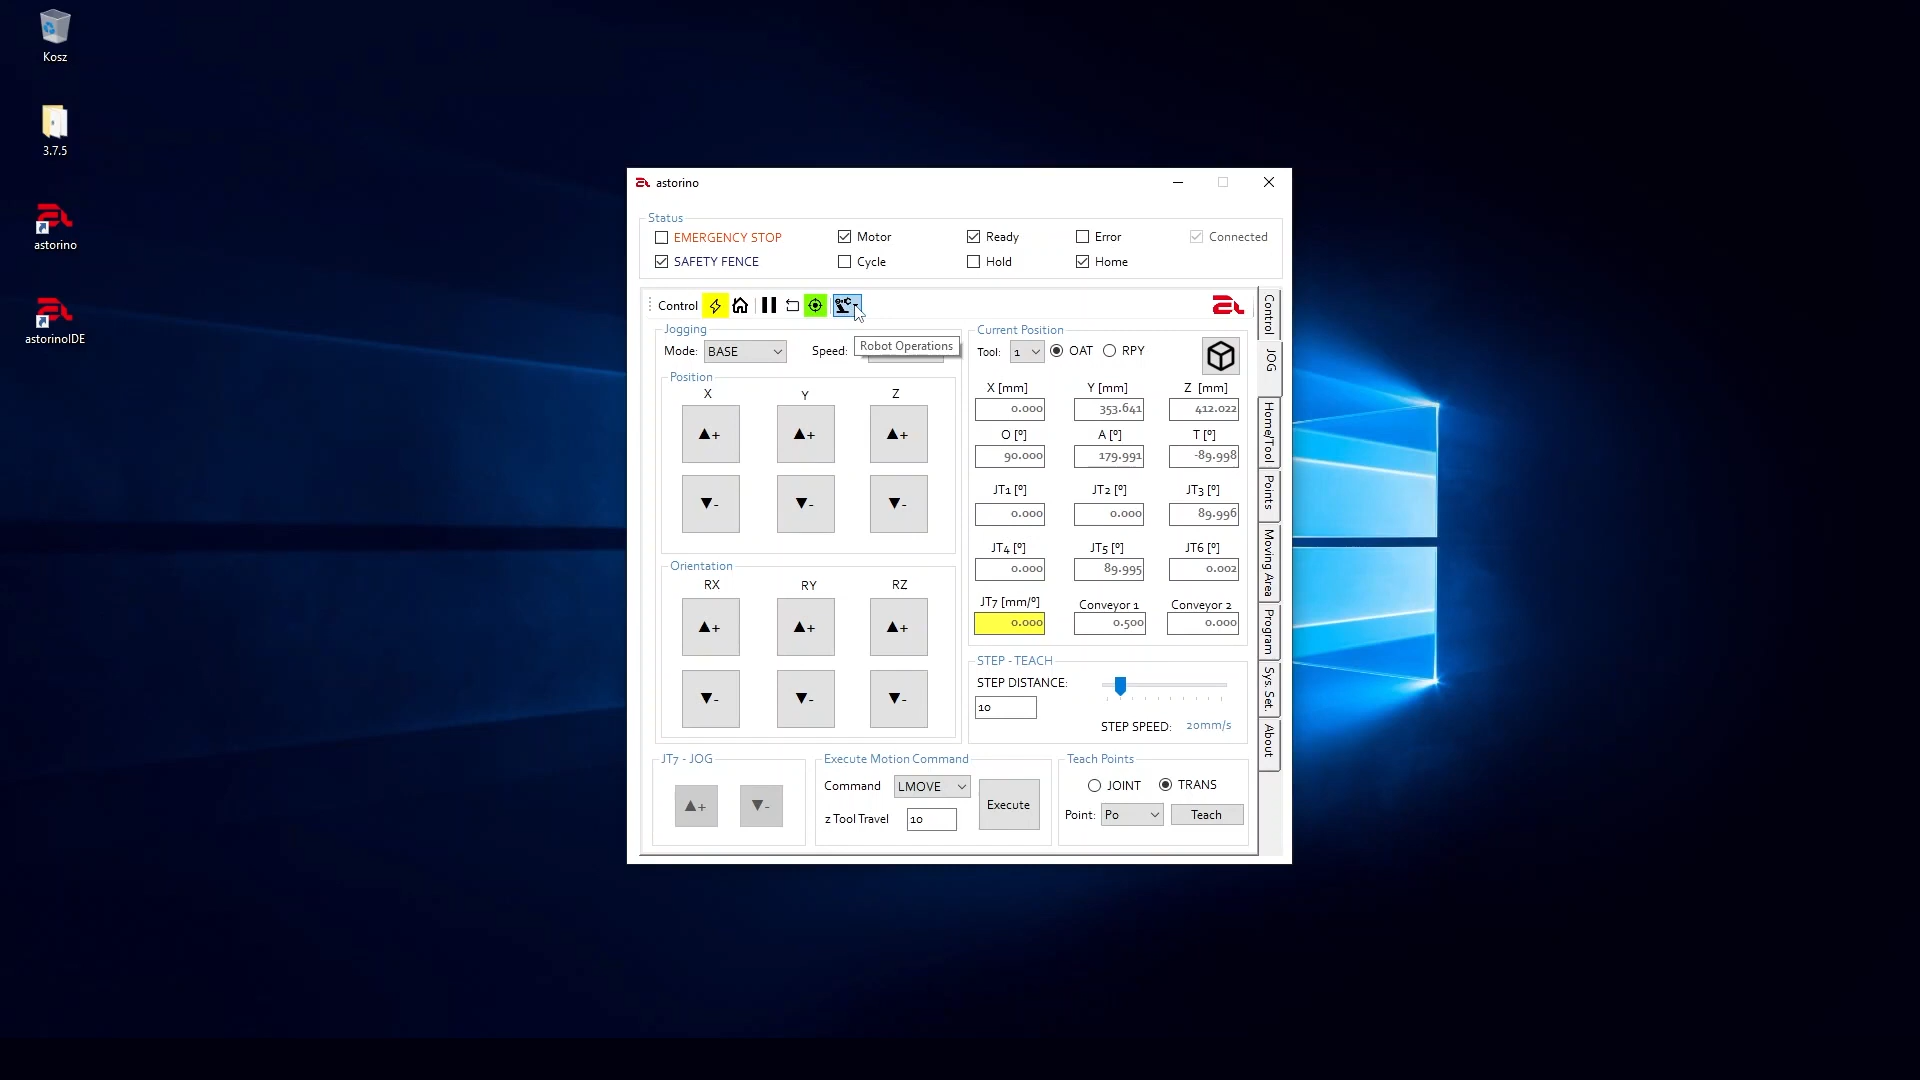 Kosz
3.7.5
astorino
astorinoIDE
astorino
Status
EMERGENCY STOP
Motor
Ready
Error
Connected
SAFETY FENCE
Cycle
Hold
Home
Control
Jogging
Mode: BASE
Speed:
Robot Operations
Position
X
Y
Z
▲+
▲+
▲+
▼-
▼-
▼-
Orientation
RX
RY
RZ
▲+
▲+
▲+
▼-
▼-
▼-
Current Position
Tool: 1
OAT
RPY
X [mm]
Y [mm]
Z [mm]
0.000
353.641
412.022
O [º]
A [º]
T [º]
90.000
179.991
-89.998
JT1 [º]
JT2 [º]
JT3 [º]
0.000
0.000
89.996
JT4 [º]
JT5 [º]
JT6 [º]
0.000
89.995
0.002
JT7 [mm/º]
Conveyor 1
Conveyor 2
0.000
0.500
0.000
STEP - TEACH
STEP DISTANCE:
10
STEP SPEED: 20mm/s
JT7 - JOG
▲+
▼-
Execute Motion Command
Command LMOVE
z Tool Travel 10
Execute
Teach Points
JOINT
TRANS
Point: P0
Teach
Control
JOG
Home/Tool
Points
Moving Area
Program
Sys. Set.
About